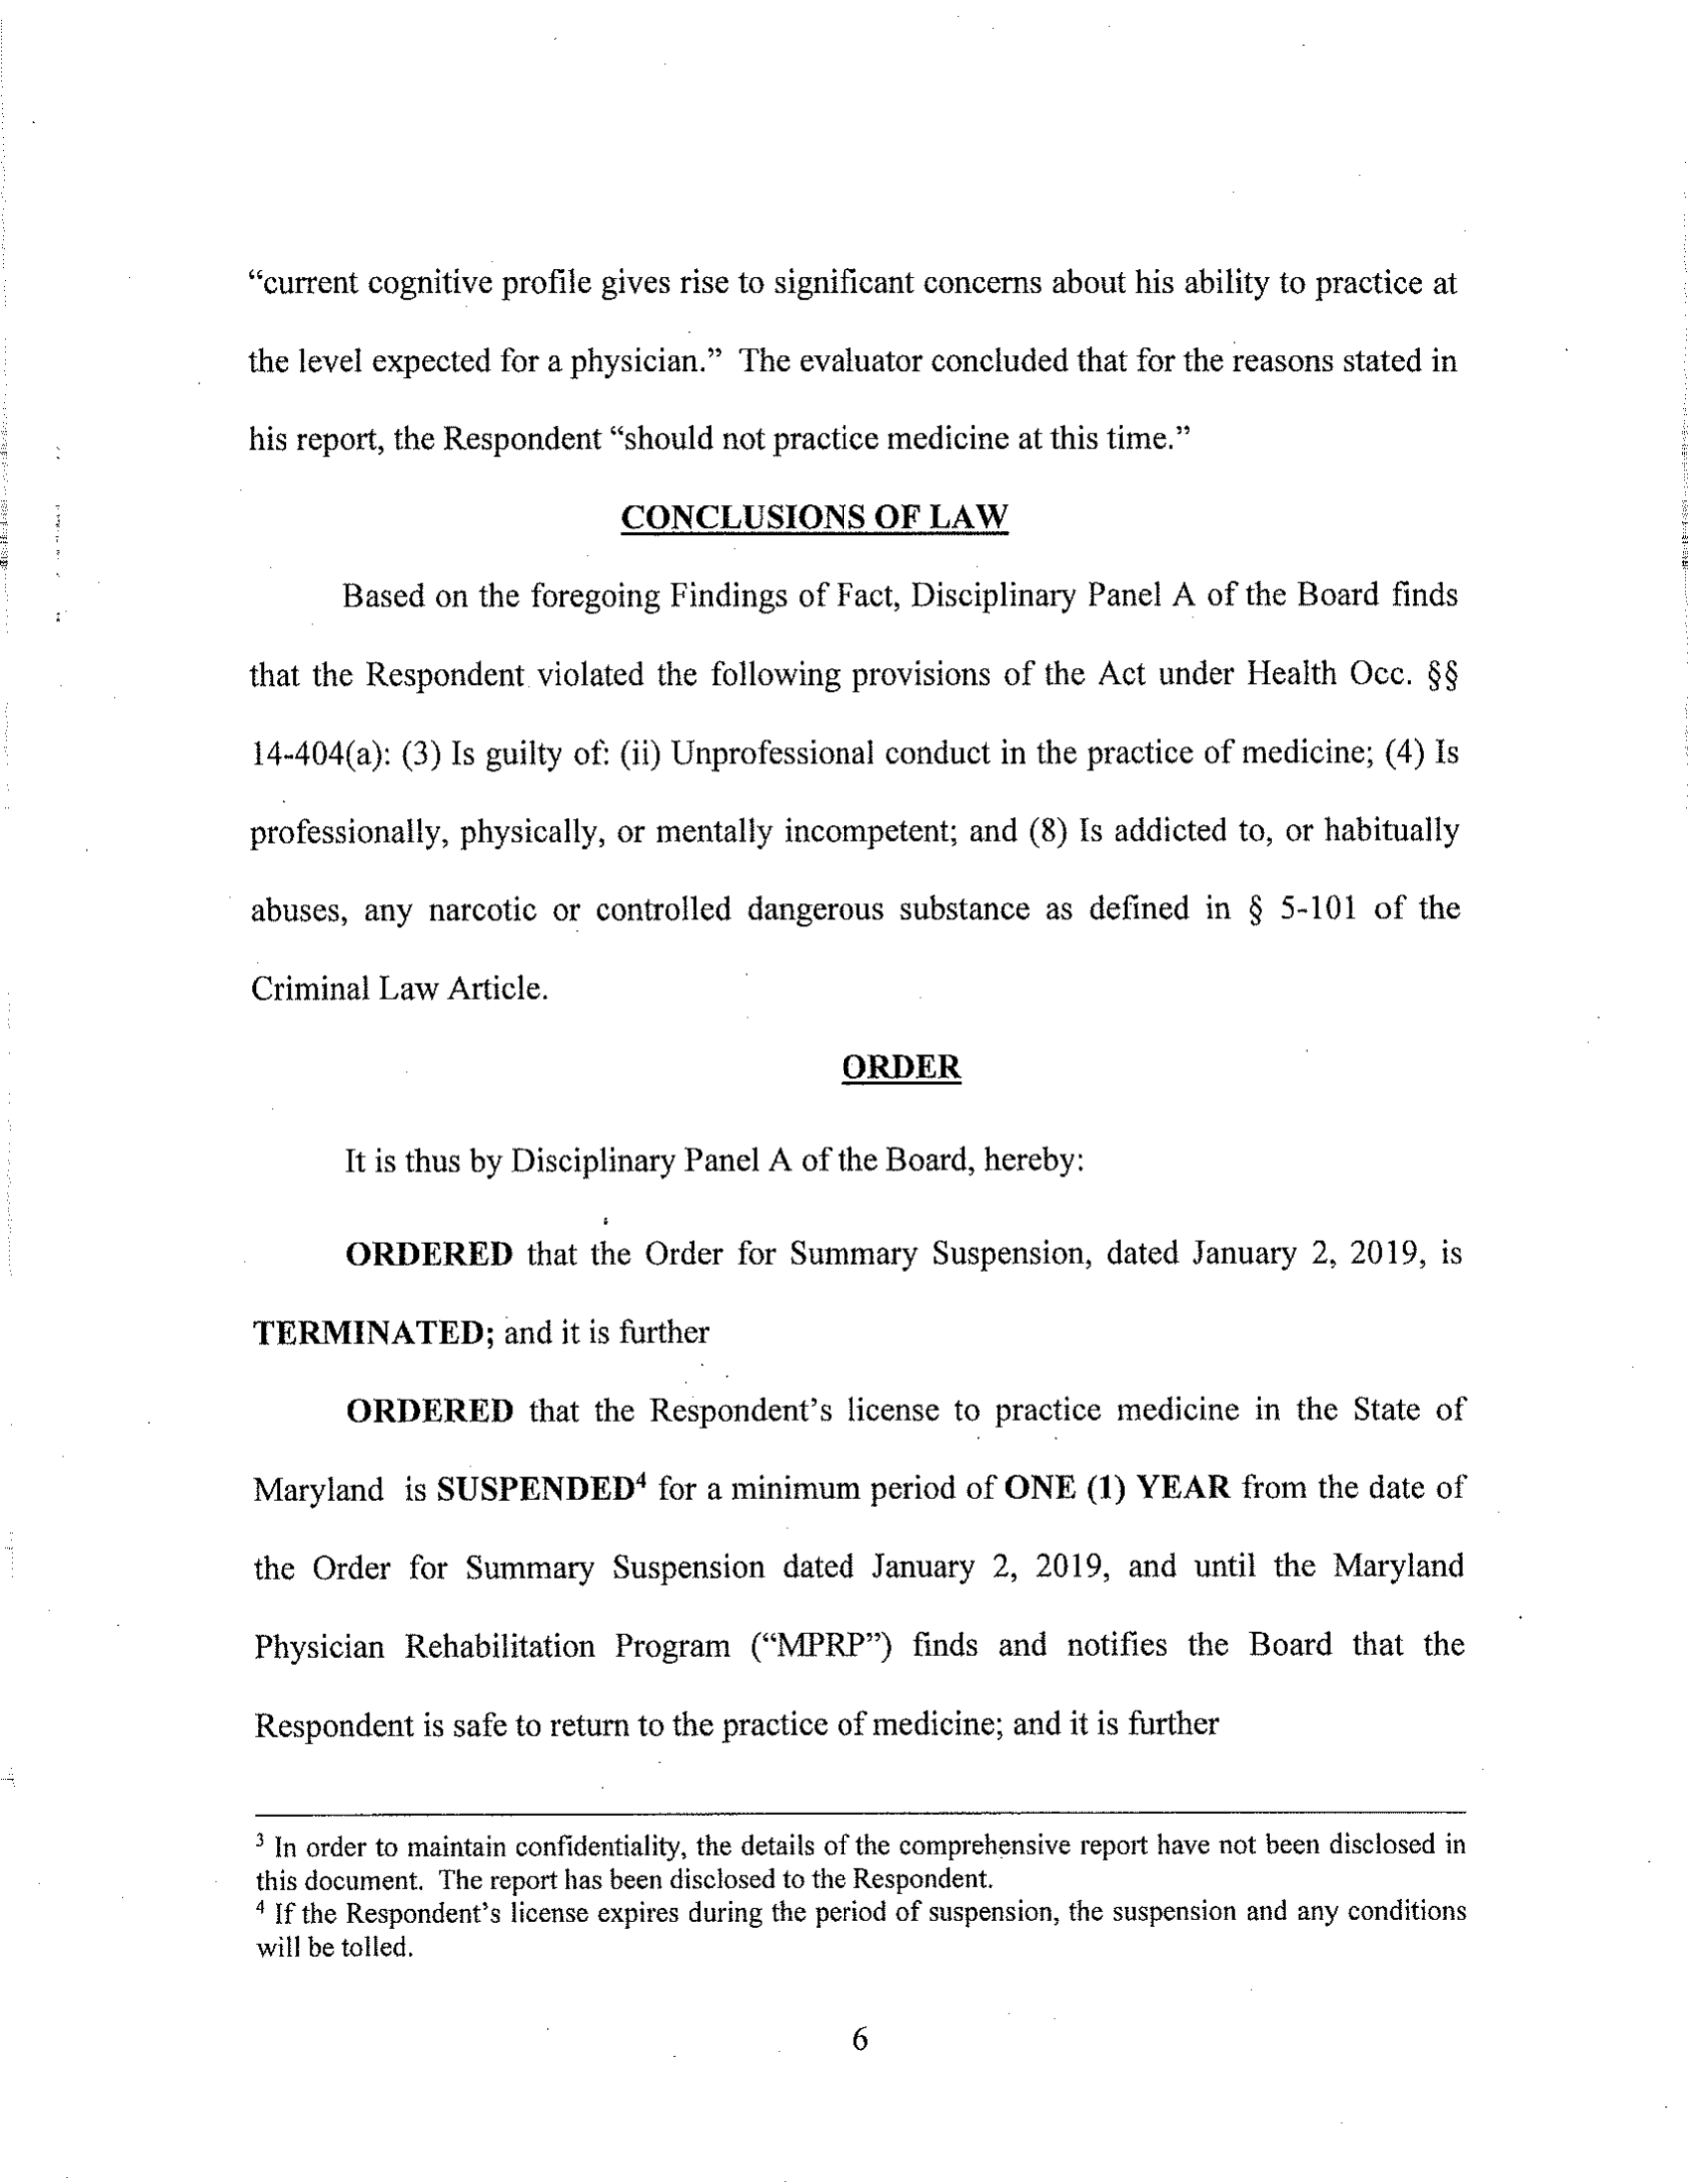 “current cognitive profile gives rise to significant concerns about his ability to practice at
the level expected for a physician.” The evaluator concluded that for the reasons stated in
his report, the Respondent “should not practice medicine at this time.”
CONCLUSIONS OF LAW
Based on the foregoing Findings of Fact, Disciplinary Panel A of the Board finds
that the Respondent violated the following provisions of the Act under Health Occ. §§
14-404(a): (3) Is guilty of: (ii) Unprofessional conduct in the practice of medicine; (4) Is
professionally, physically, or mentally incompetent; and (8) Is addicted to, or habitually
abuses, any narcotic or controlled dangerous substance as defined in § 5-101 of the
Criminal Law Article.
ORDER
It is thus by Disciplinary Panel A of the Board, hereby:
ORDERED that the Order for Summary Suspension, dated January 2, 2019, is
TERMINATED; and it is further
ORDERED that the Respondent’s license to practice medicine in the State of
Maryland is SUSPENDED⁴ for a minimum period of ONE (1) YEAR from the date of
the Order for Summary Suspension dated January 2, 2019, and until the Maryland
Physician Rehabilitation Program (“MPRP”) finds and notifies the Board that the
Respondent is safe to return to the practice of medicine; and it is further
³ In order to maintain confidentiality, the details of the comprehensive report have not been disclosed in
this document. The report has been disclosed to the Respondent.
⁴ If the Respondent’s license expires during the period of suspension, the suspension and any conditions
will be tolled.
6